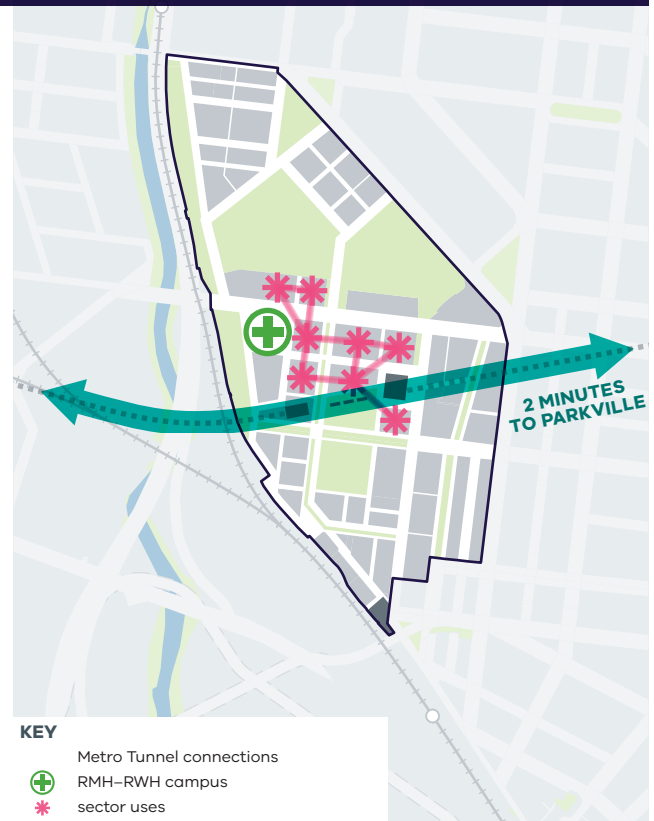 2 MINUTES
TO PARKVILLE
KEY
Metro Tunnel connections
RMH–RWH campus
sector uses